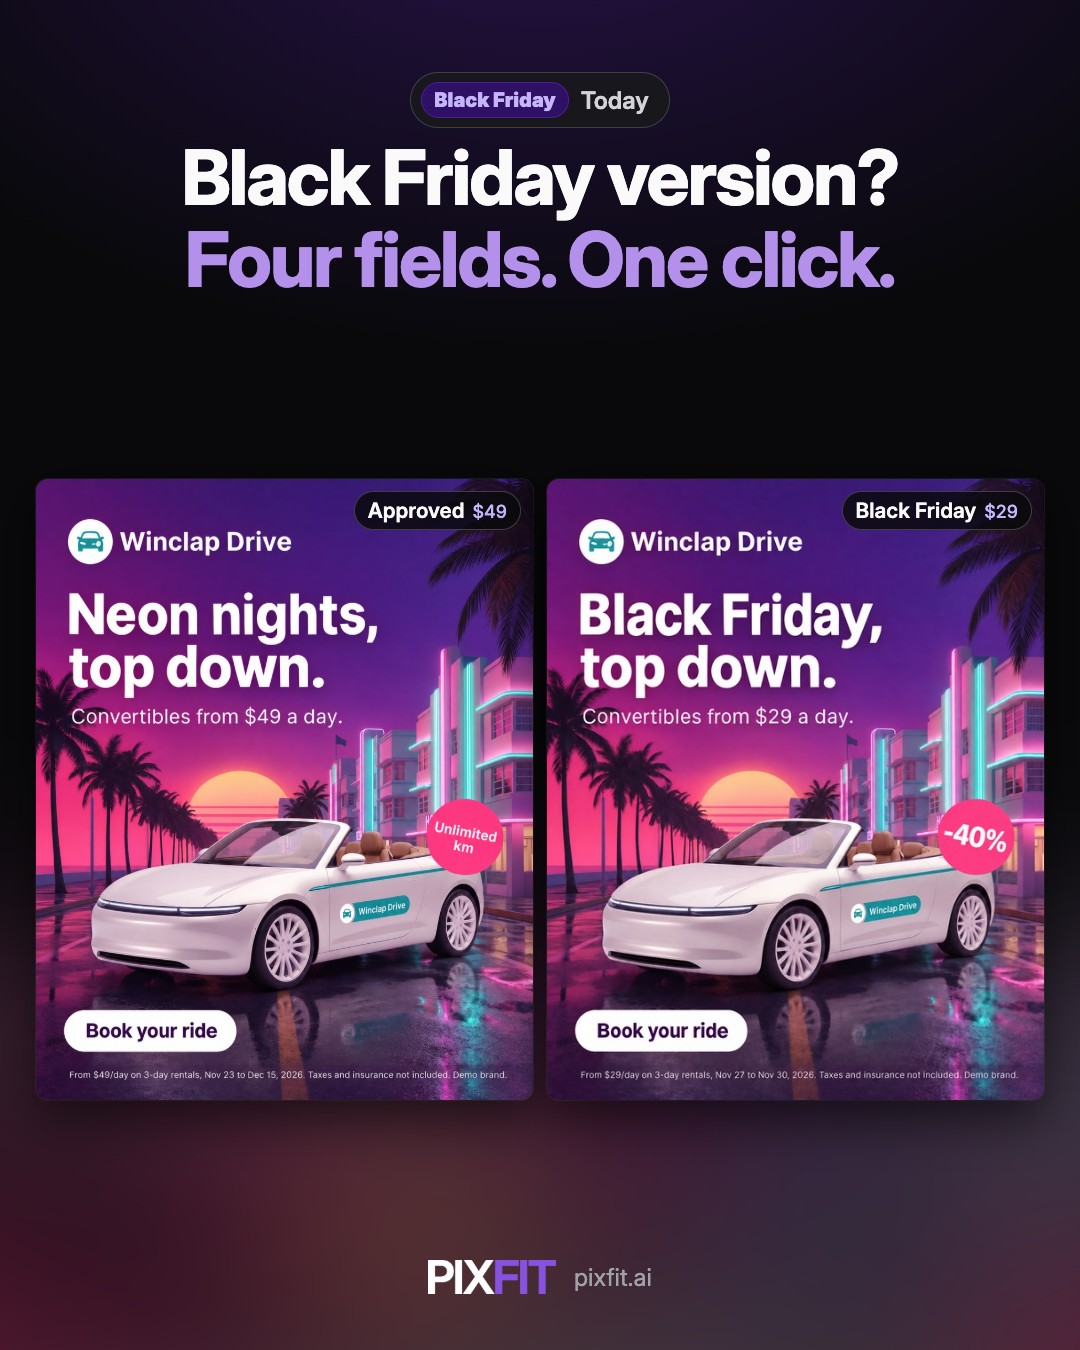 Black Friday Today
Black Friday version?
Four fields. One click.
Approved $49
Winclap Drive
Neon nights,
top down.
Convertibles from $49 a day.
Unlimited
km
Winclap Drive
Book your ride
From $49/day on 3-day rentals, Nov 23 to Dec 15, 2026. Taxes and insurance not included. Demo brand.
Black Friday $29
Winclap Drive
Black Friday,
top down.
Convertibles from $29 a day.
-40%
Winclap Drive
Book your ride
From $29/day on 3-day rentals, Nov 27 to Nov 30, 2026. Taxes and insurance not included. Demo brand.
PIXFIT pixfit.ai